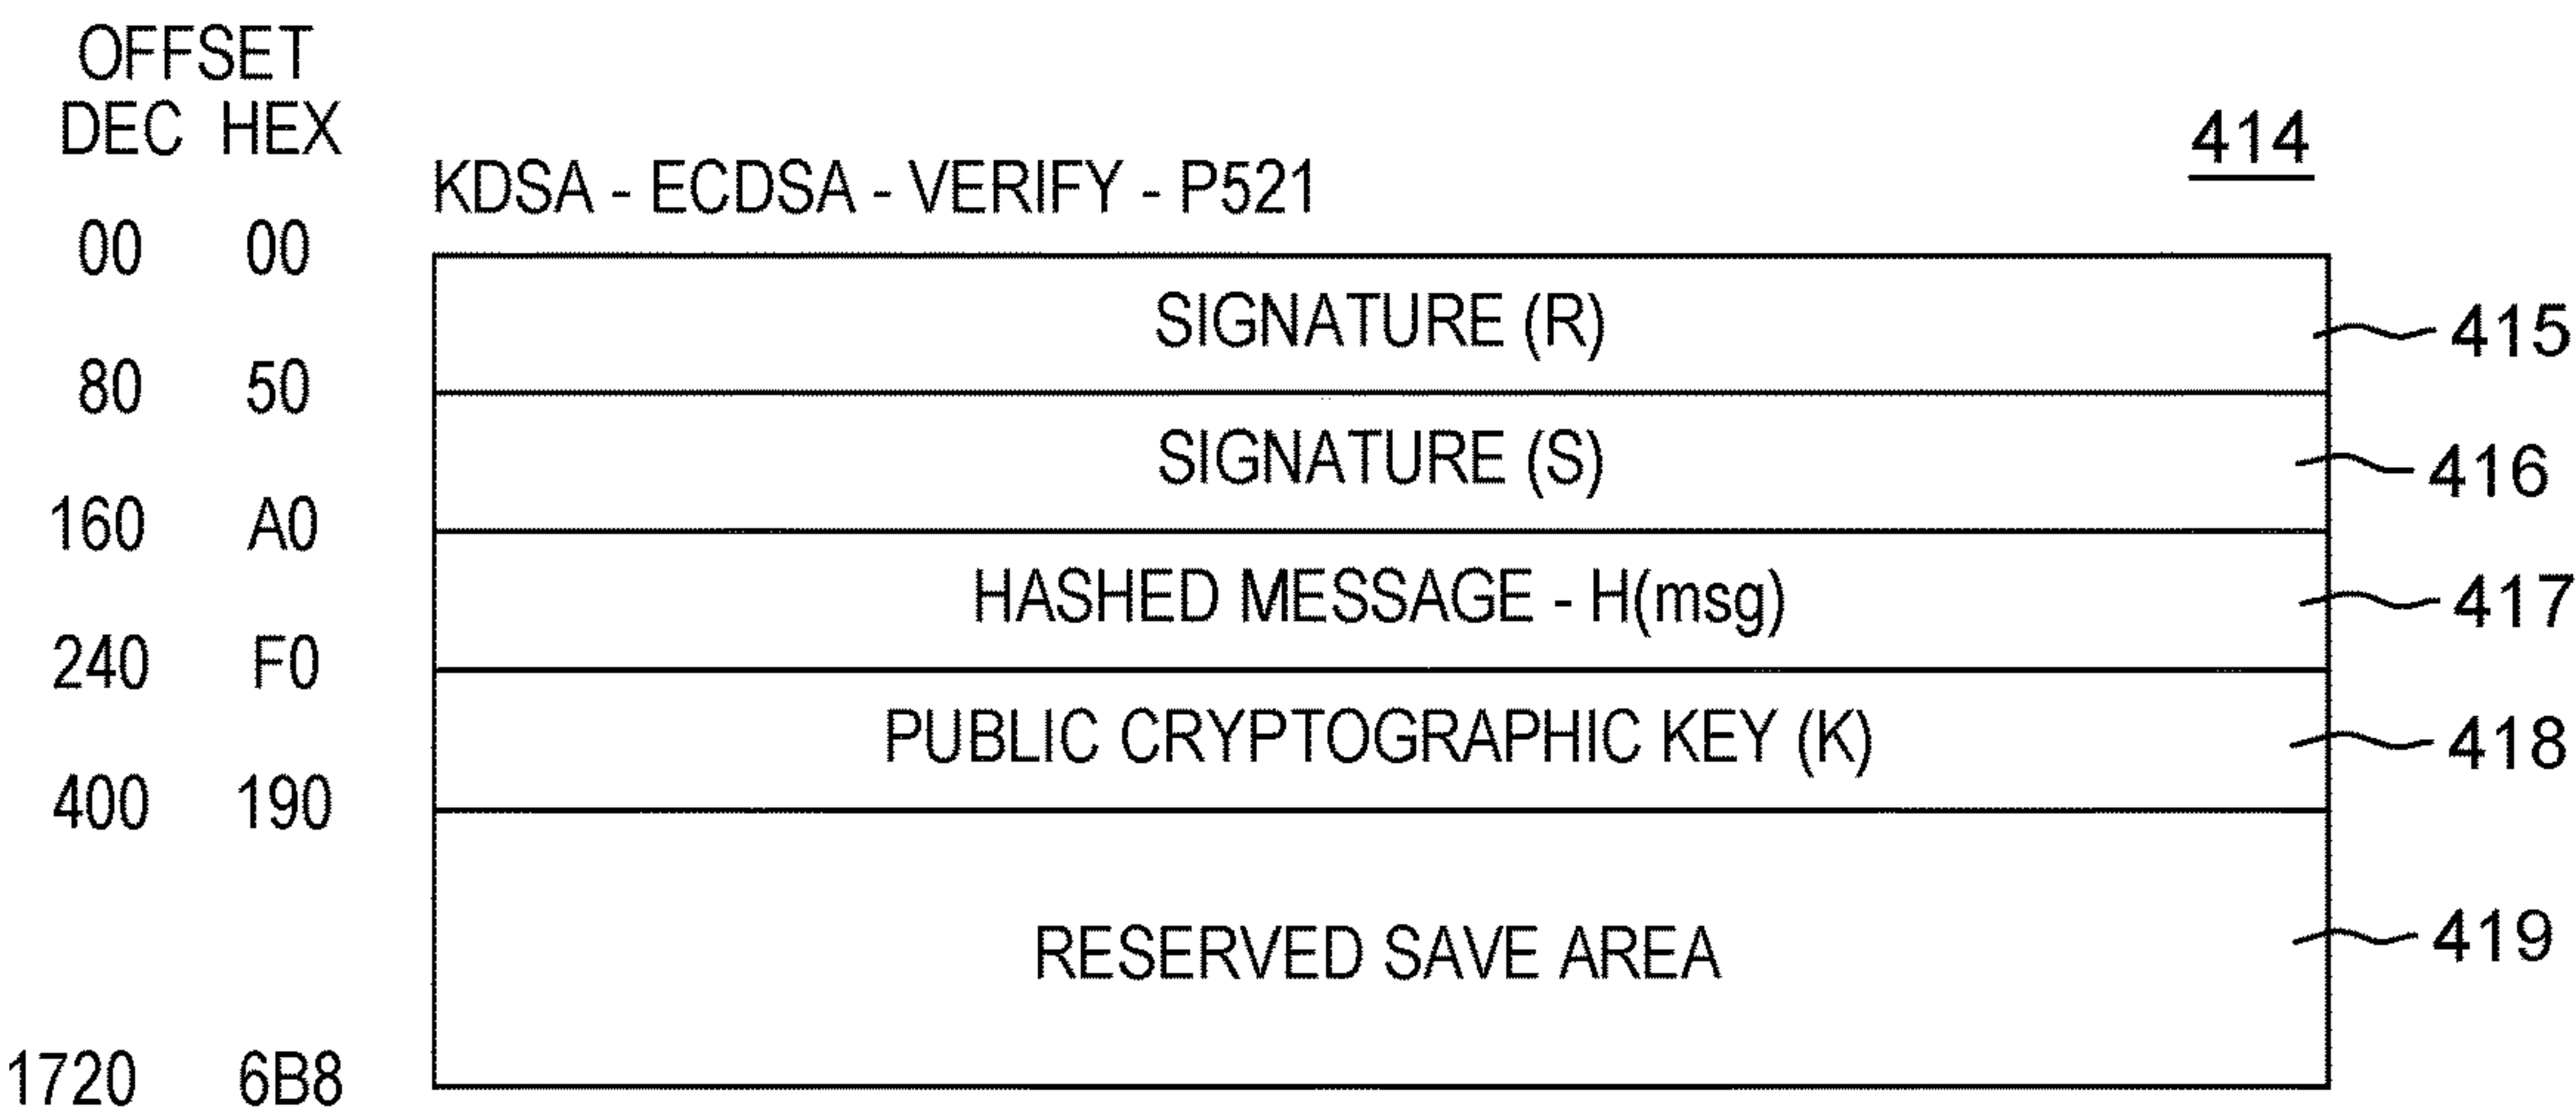 OFFSET
DEC HEX
414
KDSA - ECDSA - VERIFY - P521
00 00
SIGNATURE (R)
415
80 50
SIGNATURE (S)
416
160 A0
HASHED MESSAGE - H(msg)
417
240 F0
PUBLIC CRYPTOGRAPHIC KEY (K)
418
400 190
RESERVED SAVE AREA
419
1720 6B8